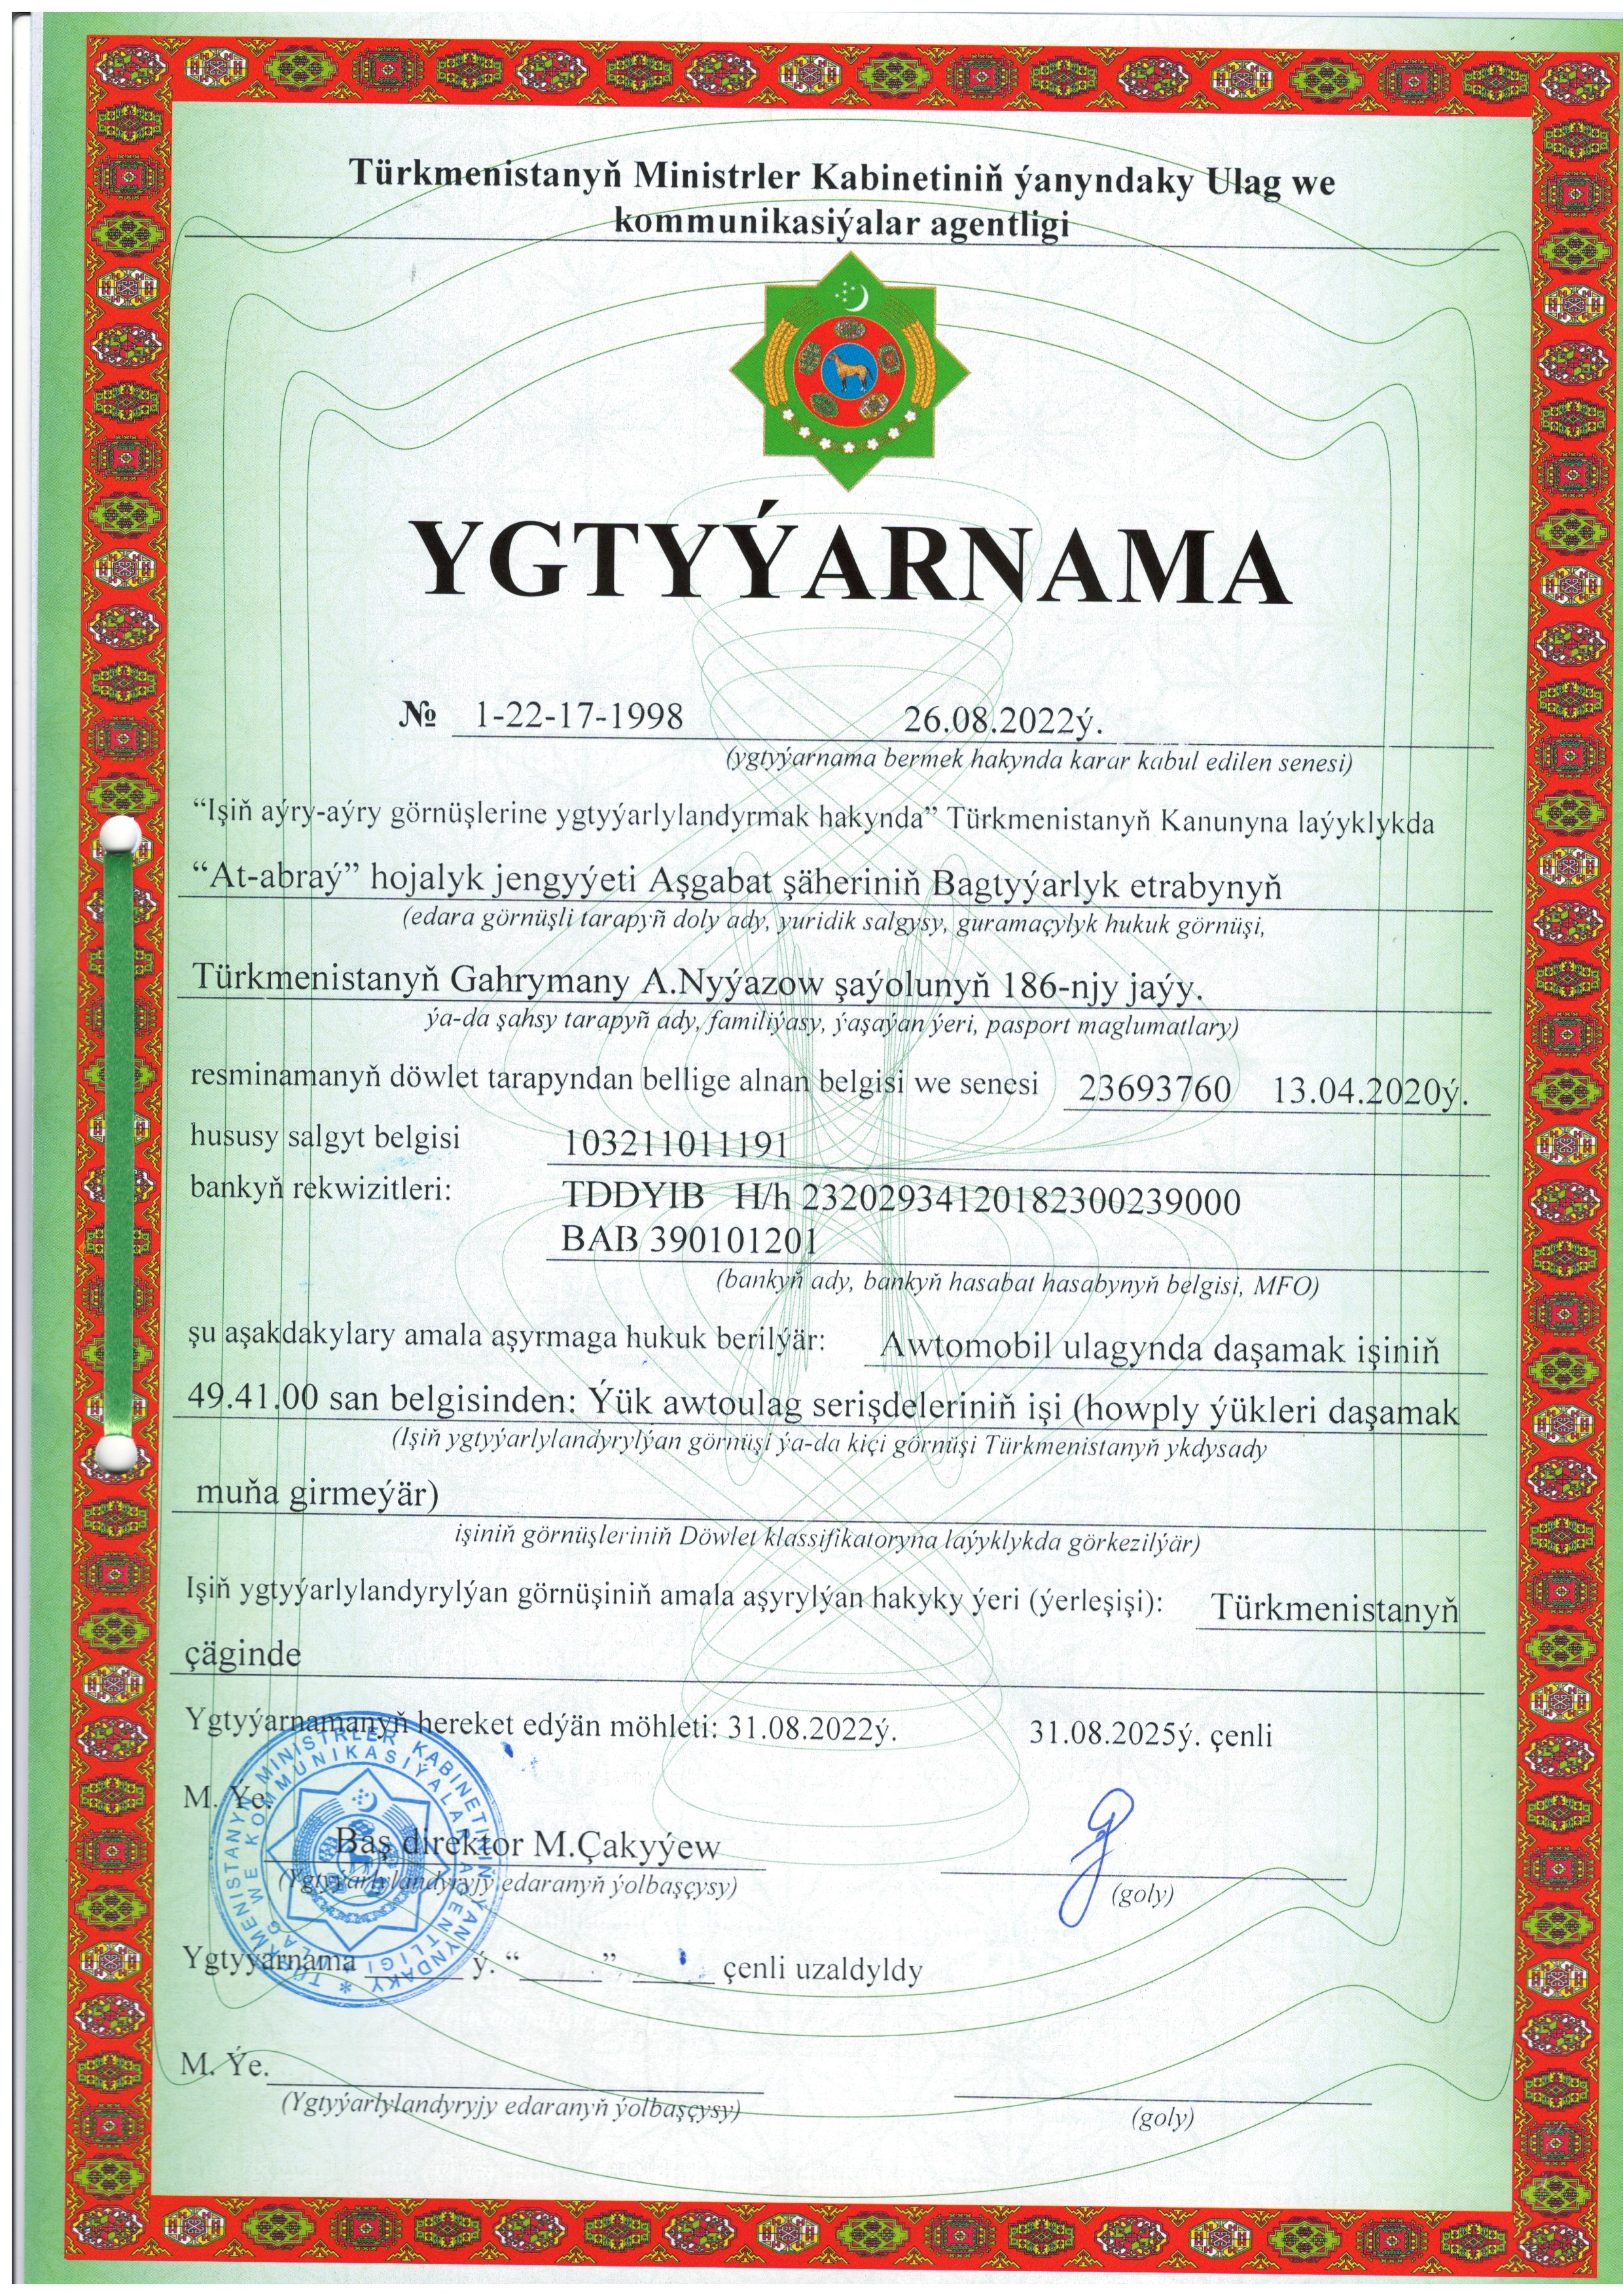 Türkmenistanyň Ministrler Kabinetiniň ýanyndaky Ulag we
kommunikasiýalar agentligi
YGTYÝARNAMA
№ 1-22-17-1998 26.08.2022ý.
(ygtyýarnama bermek hakynda karar kabul edilen senesi)
“Işiň aýry-aýry görnüşlerine ygtyýarlylandyrmak hakynda” Türkmenistanyň Kanunyna laýyklykda
“At-abraý” hojalyk jengyýeti Aşgabat şäheriniň Bagtyýarlyk etrabynyň
(edara görnüşli tarapyñ doly ady, yuridik salgysy, guramaçylyk hukuk görnüşi,
Türkmenistanyň Gahrymany A.Nyýazow şaýolunyň 186-njy jaýy.
ýa-da şahsy tarapyñ ady, familiýasy, ýaşaýan ýeri, pasport maglumatlary)
resminamanyň döwlet tarapyndan bellige alnan belgisi we senesi 23693760 13.04.2020ý.
hususy salgyt belgisi 103211011191
bankyň rekwizitleri: TDDYIB H/h 23202934120182300239000
BAB 390101201
(bankyň ady, bankyň hasabat hasabynyň belgisi, MFO)
şu aşakdakylary amala aşyrmaga hukuk berilýär: Awtomobil ulagynda daşamak işiniň
49.41.00 san belgisinden: Ýük awtoulag serişdeleriniň işi (howply ýükleri daşamak
(Işiň ygtyýarlylandyrylýan görnüşi ýa-da kiçi görnüşi Türkmenistanyň ykdysady
muňa girmeýär)
işiniň görnüşleriniň Döwlet klassifikatoryna laýyklykda görkezilýär)
Işiň ygtyýarlylandyrylýan görnüşiniň amala aşyrylýan hakyky ýeri (ýerleşişi): Türkmenistanyň
çäginde
Ygtyýarnamanyň hereket edýän möhleti: 31.08.2022ý. 31.08.2025ý. çenli
M. Ýe.
Baş direktor M.Çakyýew
(Ygtyýarlylandyryjy edaranyň ýolbaşçysy) (goly)
TÜRKMENISTANYŇ MINISTRLER KABINETINIŇ ÝANYNDAKY
ULAG WE KOMMUNIKASIÝALAR AGENTLIGI
Ygtyýarnama ______ ý. “_____” _____ çenli uzaldyldy
M. Ýe.
(Ygtyýarlylandyryjy edaranyň ýolbaşçysy) (goly)